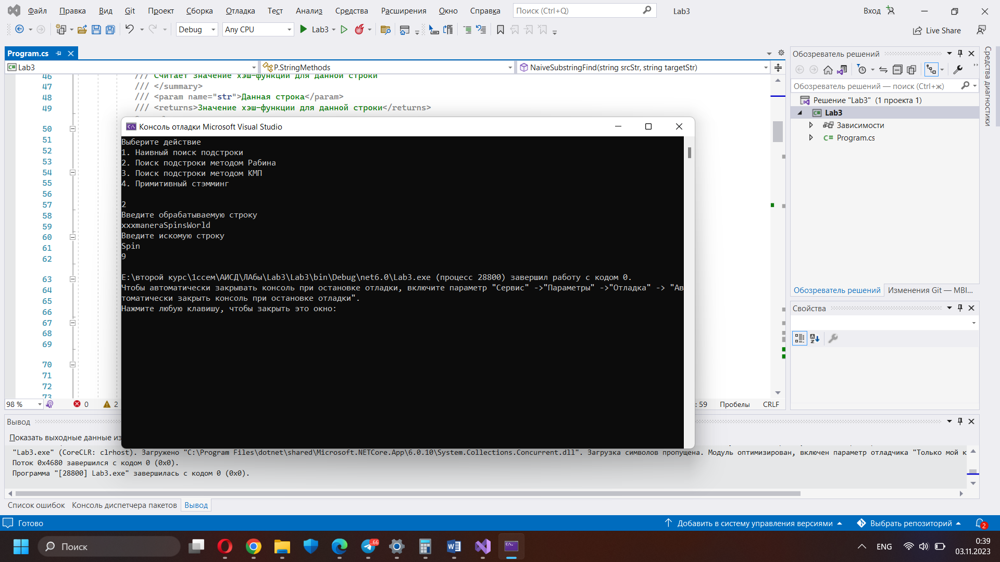 Файл Правка Вид Git Проект Сборка Отладка Тест Анализ Средства Расширения Окно Справка Поиск (Ctrl+Q) Lab3 Вход
Debug Any CPU Lab3 Live Share
Program.cs
Lab3 P.StringMethods NaiveSubstringFind(string srcStr, string targetStr)
46 /// Считает значение хэш-функции для данной строки
47 /// </summary>
48 /// <param name="str">Данная строка</param>
49 /// <returns>Значение хэш-функции для данной строки</returns>
50
51
52
53
54
55
56
57
58
59
60
61
62
63
64
65
66
67
68
69
70
71
72
73
Консоль отладки Microsoft Visual Studio
Выберите действие
1. Наивный поиск подстроки
2. Поиск подстроки методом Рабина
3. Поиск подстроки методом КМП
4. Примитивный стэмминг
2
Введите обрабатываемую строку
xxxmaneraSpinsWorld
Введите искомую строку
Spin
9
E:\второй курс\1ссем\АИСД\ЛАбы\Lab3\Lab3\bin\Debug\net6.0\Lab3.exe (процесс 28800) завершил работу с кодом 0.
Чтобы автоматически закрывать консоль при остановке отладки, включите параметр "Сервис" ->"Параметры" ->"Отладка" -> "Ав
томатически закрыть консоль при остановке отладки".
Нажмите любую клавишу, чтобы закрыть это окно:
98 % 0 2 : 59 Пробелы CRLF
Обозреватель решений
Обозреватель решений — поиск (Ctrl+ж)
Решение "Lab3" (1 проекта 1)
Lab3
Зависимости
Program.cs
Обозреватель решений Изменения Git — MBI...
Свойства
Средства диагностики
Вывод
Показать выходные данные из
"Lab3.exe" (CoreCLR: clrhost). Загружено "C:\Program Files\dotnet\shared\Microsoft.NETCore.App\6.0.10\System.Collections.Concurrent.dll". Загрузка символов пропущена. Модуль оптимизирован, включен параметр отладчика "Только мой к
Поток 0x4680 завершился с кодом 0 (0x0).
Программа "[28800] Lab3.exe" завершилась с кодом 0 (0x0).
Список ошибок Консоль диспетчера пакетов Вывод
Готово Добавить в систему управления версиями Выбрать репозиторий 2
Поиск 66 ENG 0:39
03.11.2023